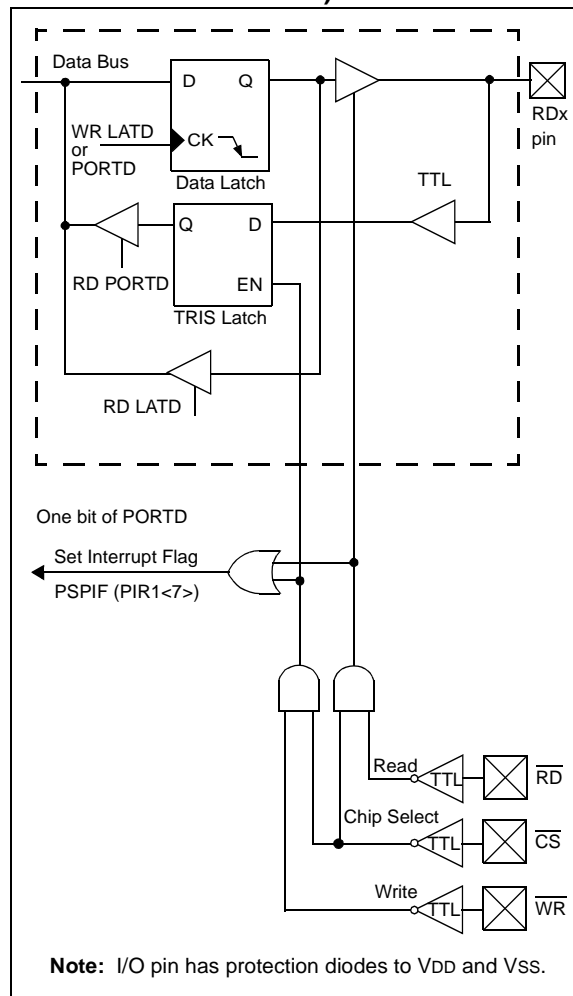 Data Bus
D Q
RDx
pin
WR LATD
or
PORTD
CK
Data Latch
TTL
Q D
RD PORTD
EN
TRIS Latch
RD LATD
One bit of PORTD
Set Interrupt Flag
PSPIF (PIR1<7>)
Read
TTL
RD
Chip Select
TTL
CS
Write
TTL
WR
Note: I/O pin has protection diodes to VDD and VSS.